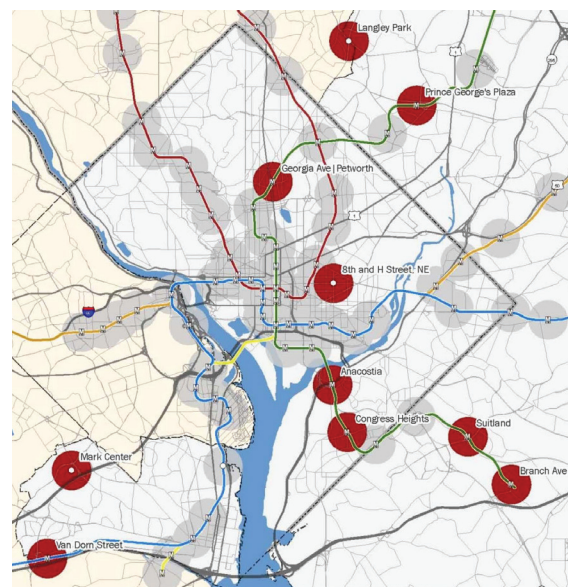 Langley Park
Prince George's Plaza
Georgia Ave | Petworth
8th and H Street, NE
Anacostia
Congress Heights
Suitland
Branch Ave
Mark Center
Van Dorn Street